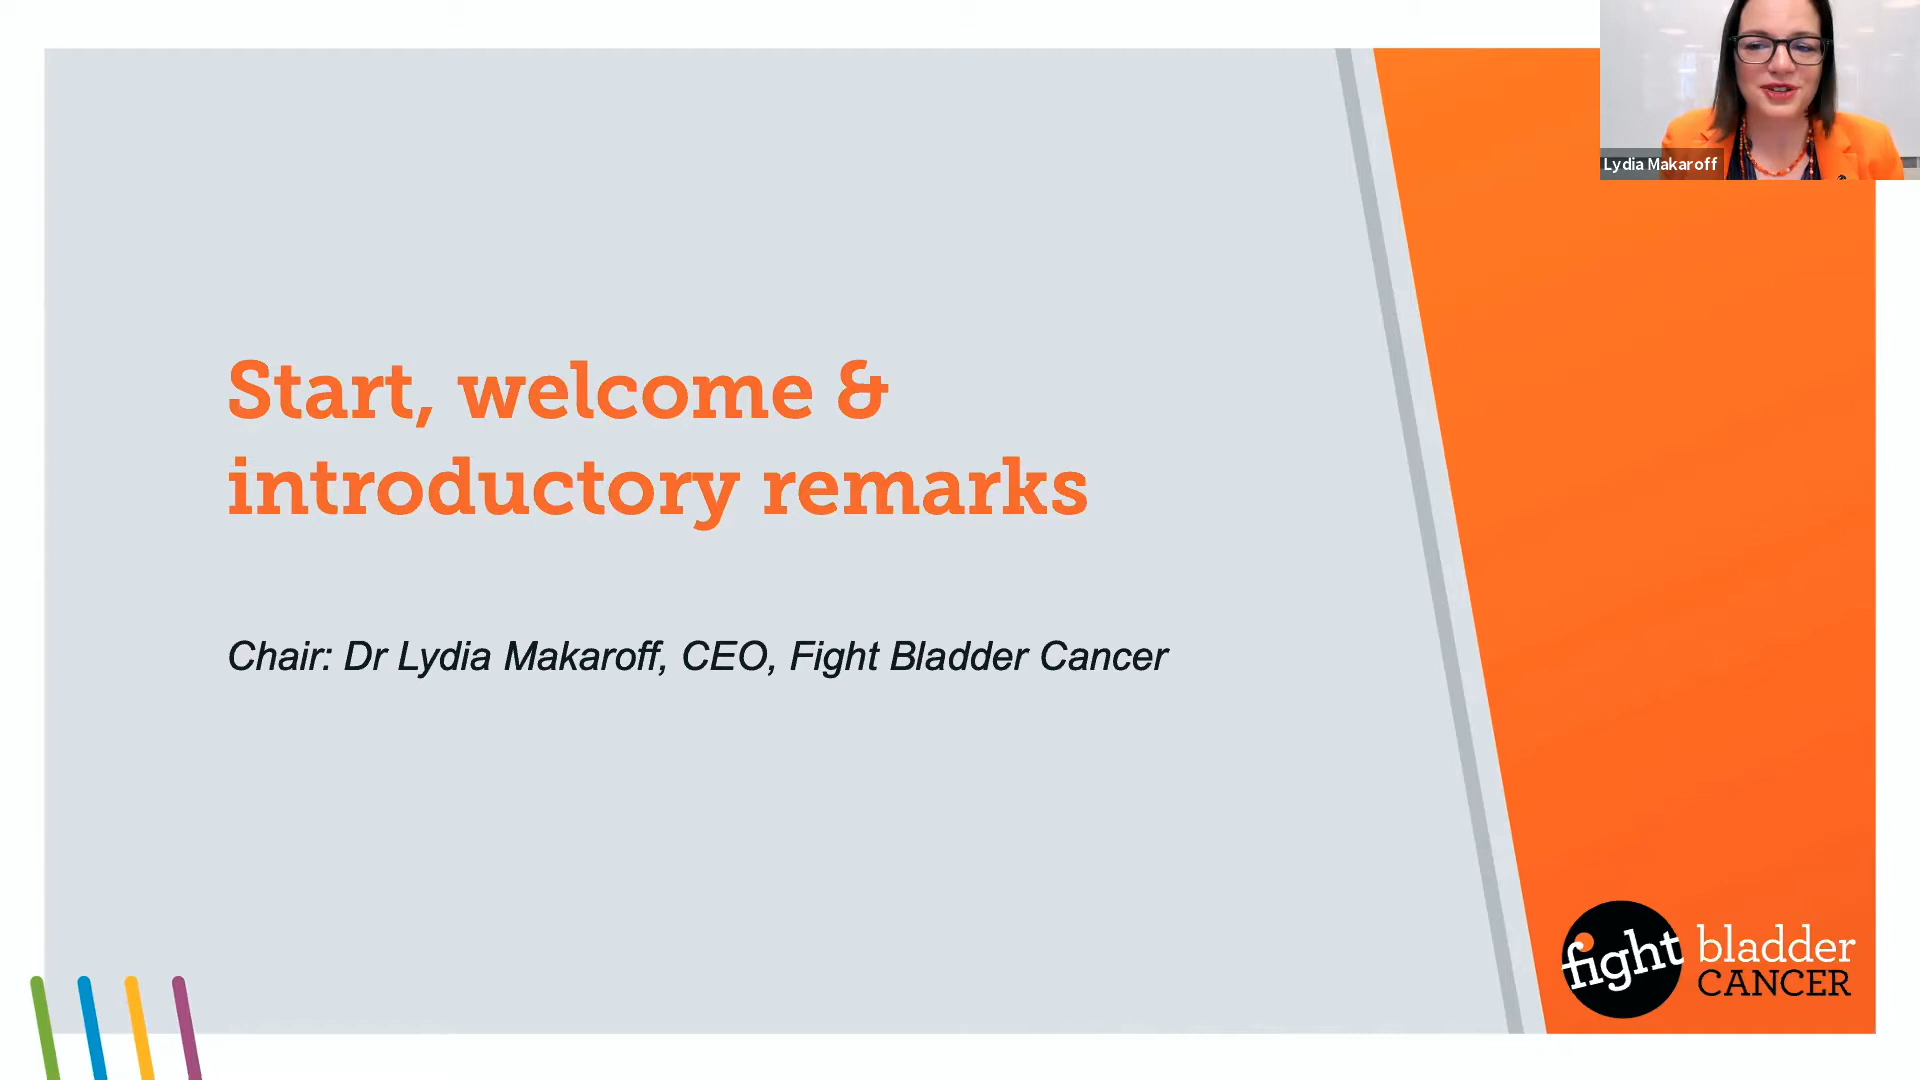 Lydia Makaroff
Start, welcome &
introductory remarks
Chair: Dr Lydia Makaroff, CEO, Fight Bladder Cancer
fight bladder
CANCER